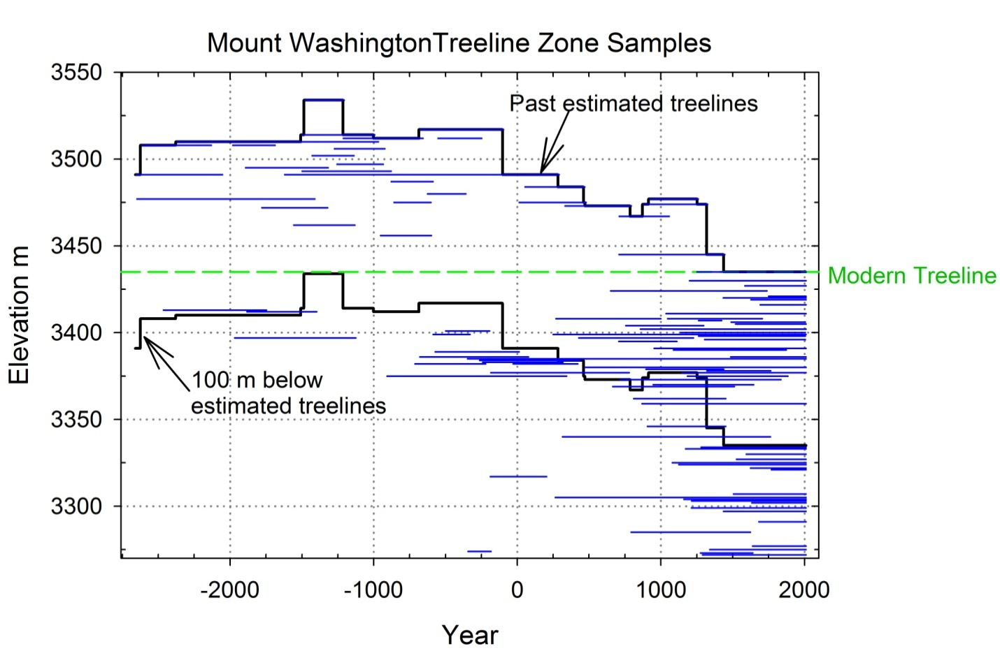 Mount WashingtonTreeline Zone Samples
3550
3500
3450
3400
3350
3300
Elevation m
Past estimated treelines
Modern Treeline
100 m below
estimated treelines
-2000
-1000
0
1000
2000
Year